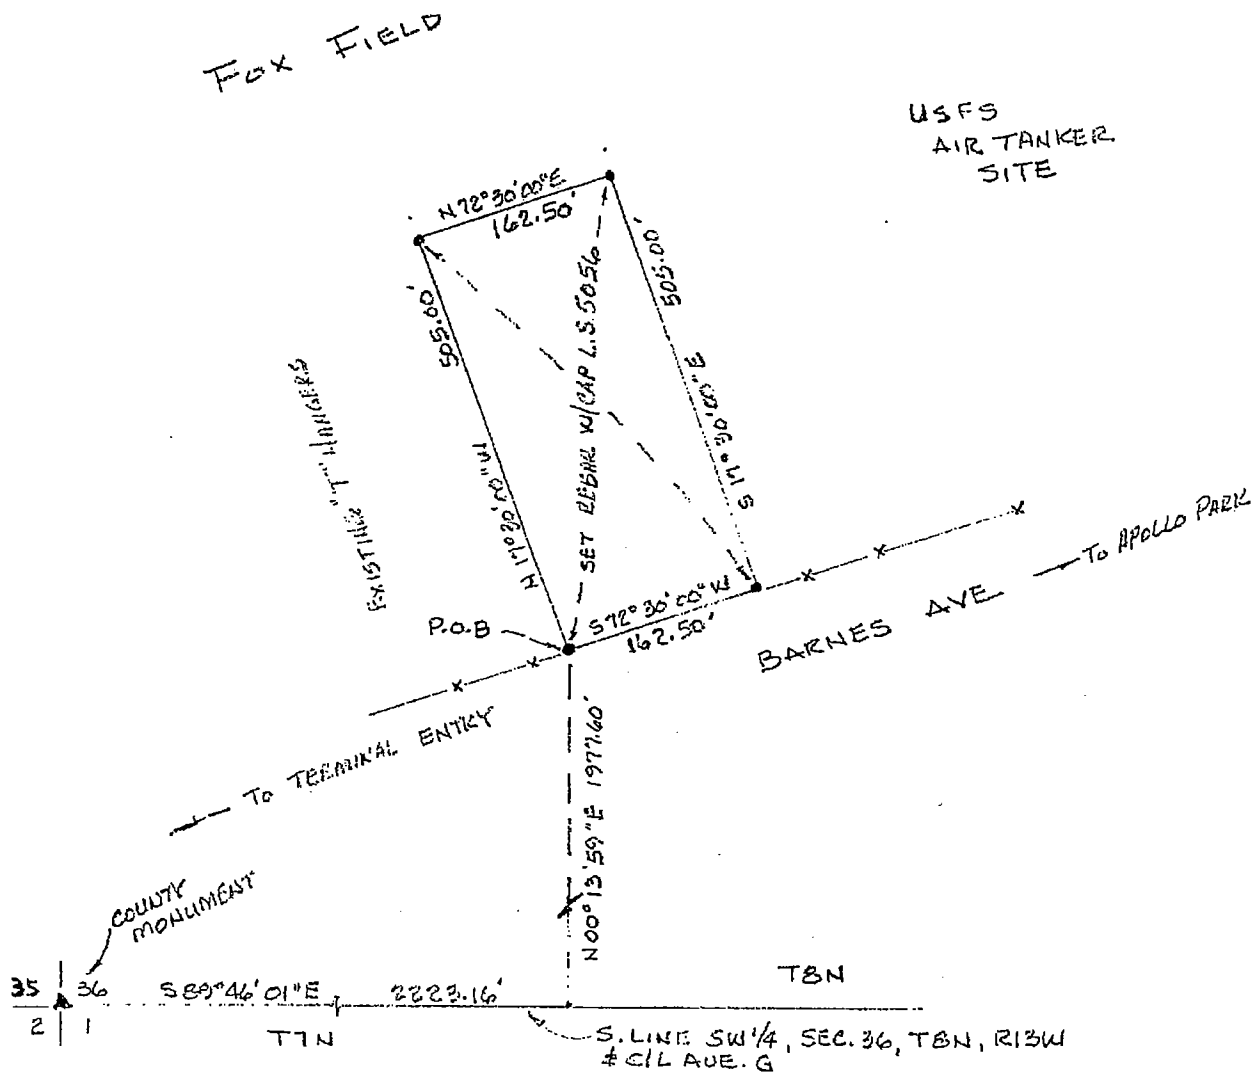 FOX FIELD
USFS
AIR TANKER
SITE
N72°30'00"E
162.50'
505.00'
505.00'
SET REBAR W/CAP L.S. 5056
EXISTING "T" HANGERS
N 17°30'00" W
S 17°30'00" E
S72°30'00" W
162.50'
P.O.B
BARNES AVE
To APOLLO PARK
To TERMINAL ENTRY
N00°13'59"E 1977.60'
COUNTY
MONUMENT
35 36
2 1
S89°46'01"E 2223.16'
T8N
T7N
S. LINE SW 1/4, SEC. 36, T8N, R13W
& C/L AVE. G